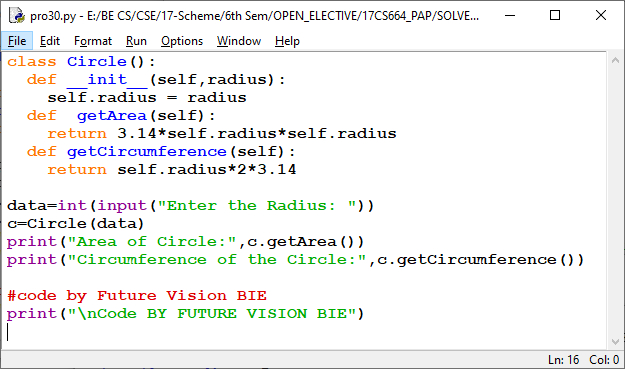 pro30.py - E:/BE CS/CSE/17-Scheme/6th Sem/OPEN_ELECTIVE/17CS664_PAP/SOLVE...
File Edit Format Run Options Window Help
class Circle():
  def __init__(self,radius):
    self.radius = radius
  def  getArea(self):
    return 3.14*self.radius*self.radius
  def getCircumference(self):
    return self.radius*2*3.14

data=int(input("Enter the Radius: "))
c=Circle(data)
print("Area of Circle:",c.getArea())
print("Circumference of the Circle:",c.getCircumference())

#code by Future Vision BIE
print("\nCode BY FUTURE VISION BIE")
Ln: 16 Col: 0